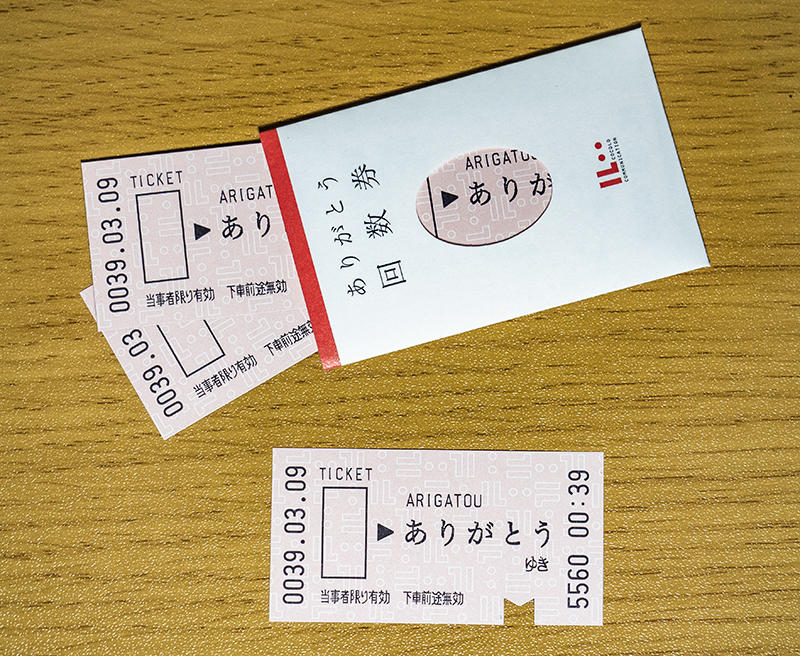 0039.03.09
TICKET
ARIGAT
▶あり
当事者限り有効 下車前途無効
0039.03
当事者限り有効 下車前途無効
ありがとう
回数券
ARIGATOU
▶ありが
COCOLO
COMMUNICATION
0039.03.09
TICKET
ARIGATOU
▶ありがとう
ゆき
当事者限り有効 下車前途無効
5560 00:39